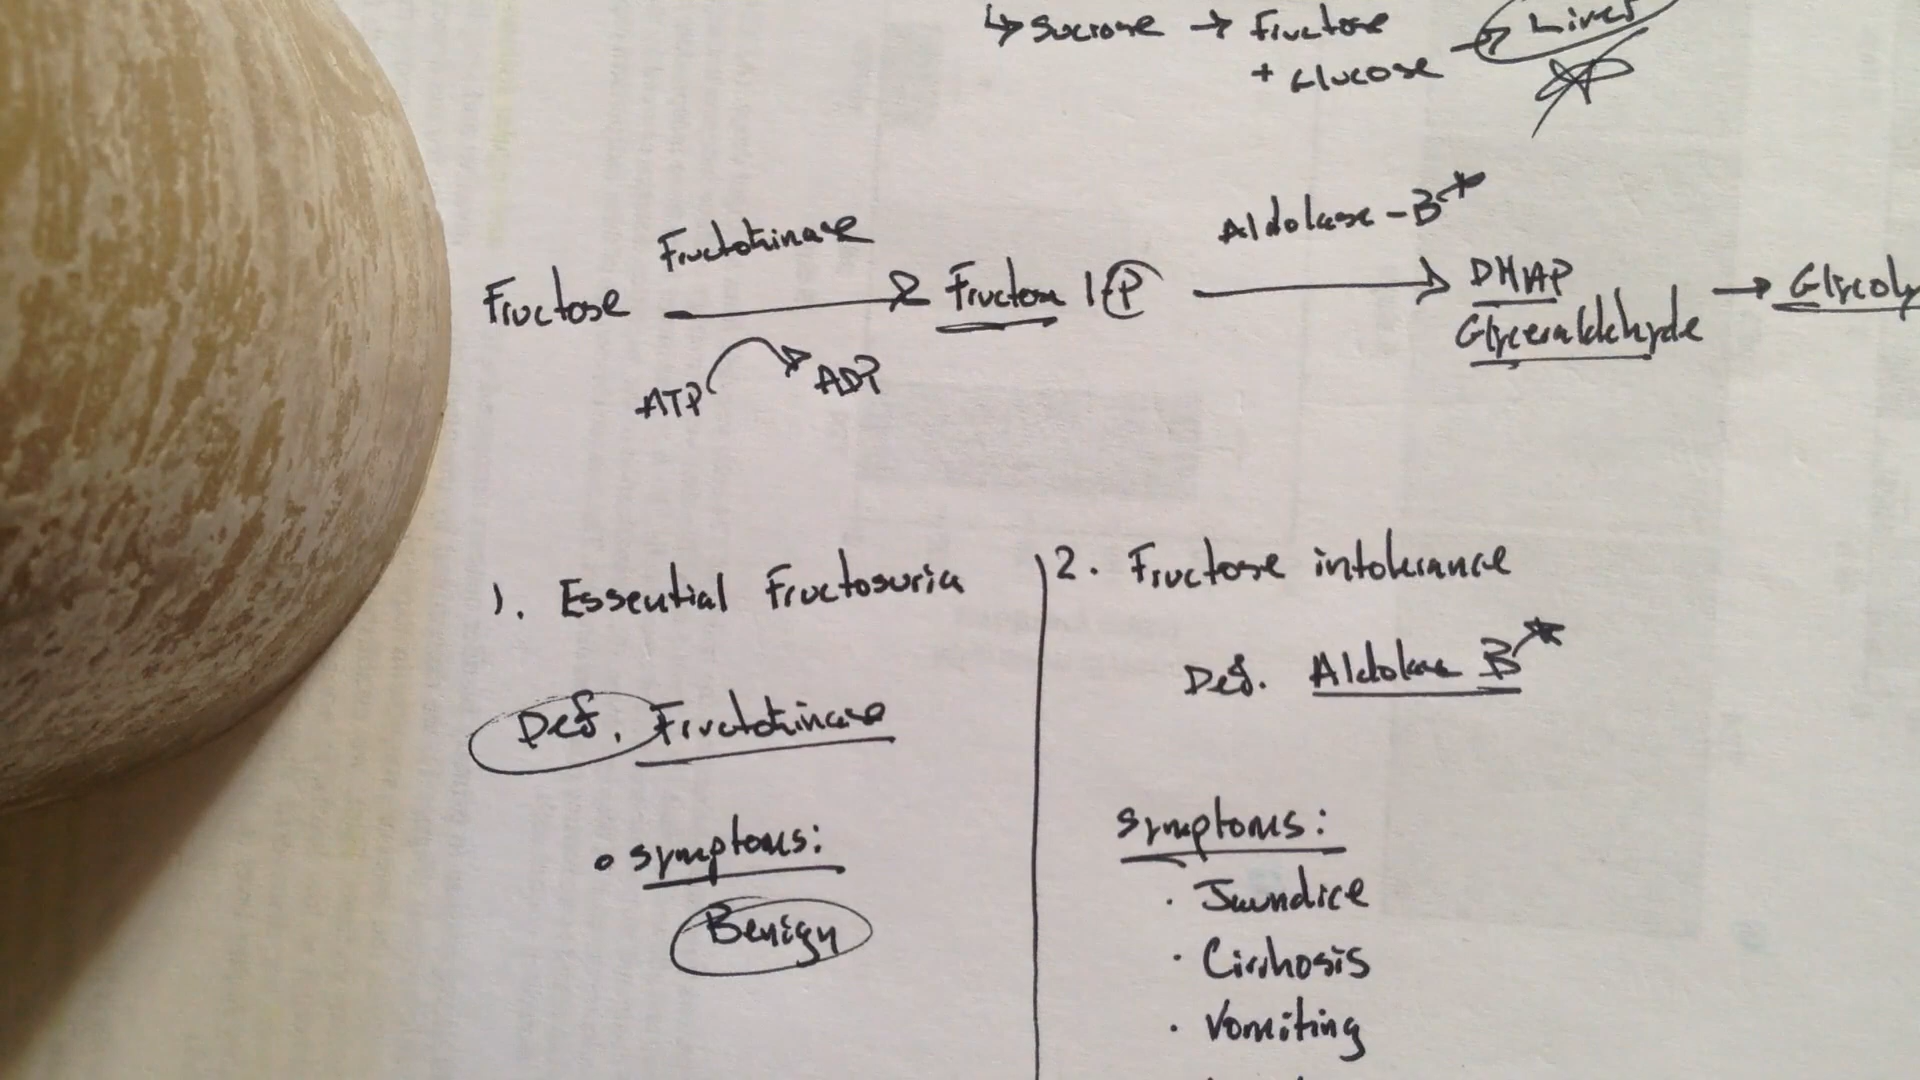 ↳ Sucrose → Fructose
+ Glucose → Liver
Fructose
Fructokinase
ATP
ADP
Fructose 1-P
Aldolase-B
DHAP
Glyceraldehyde
→
1. Essential Fructosuria
Def. Fructokinase
• Symptoms:
Benign
2. Fructose intolerance
Def. Aldolase B
Symptoms:
· Jaundice
· Cirrhosis
· Vomiting